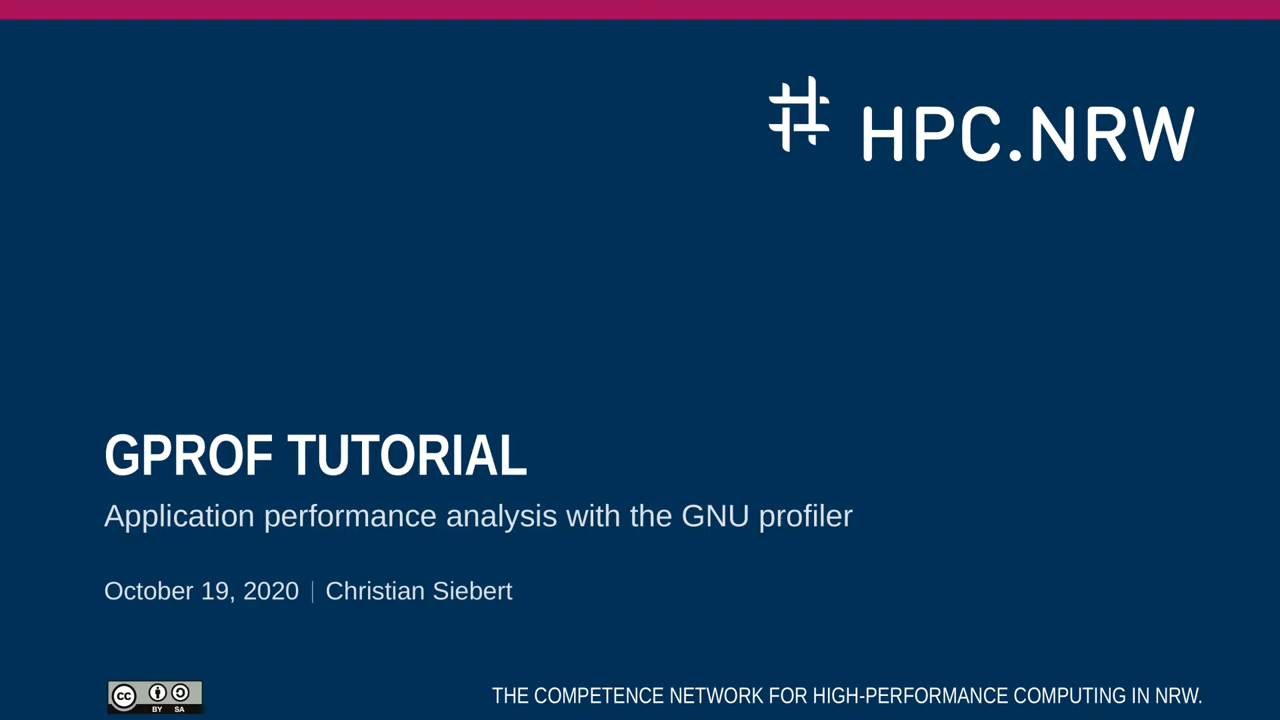 HPC.NRW
GPROF TUTORIAL
Application performance analysis with the GNU profiler
October 19, 2020 | Christian Siebert
cc BY SA
THE COMPETENCE NETWORK FOR HIGH-PERFORMANCE COMPUTING IN NRW.